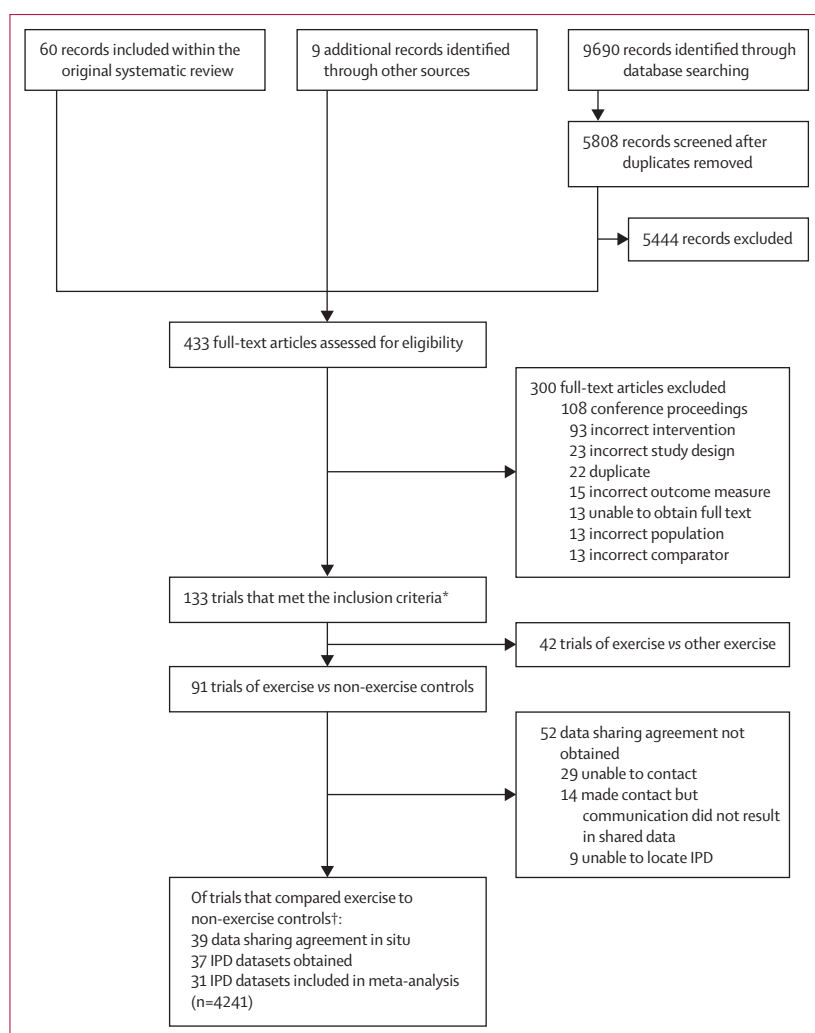 60 records included within the
original systematic review
9 additional records identified
through other sources
9690 records identified through
database searching
5808 records screened after
duplicates removed
5444 records excluded
433 full-text articles assessed for eligibility
300 full-text articles excluded
108 conference proceedings
93 incorrect intervention
23 incorrect study design
22 duplicate
15 incorrect outcome measure
13 unable to obtain full text
13 incorrect population
13 incorrect comparator
133 trials that met the inclusion criteria*
42 trials of exercise vs other exercise
91 trials of exercise vs non-exercise controls
52 data sharing agreement not
obtained
29 unable to contact
14 made contact but
communication did not result
in shared data
9 unable to locate IPD
Of trials that compared exercise to
non-exercise controls†:
39 data sharing agreement in situ
37 IPD datasets obtained
31 IPD datasets included in meta-analysis
(n=4241)